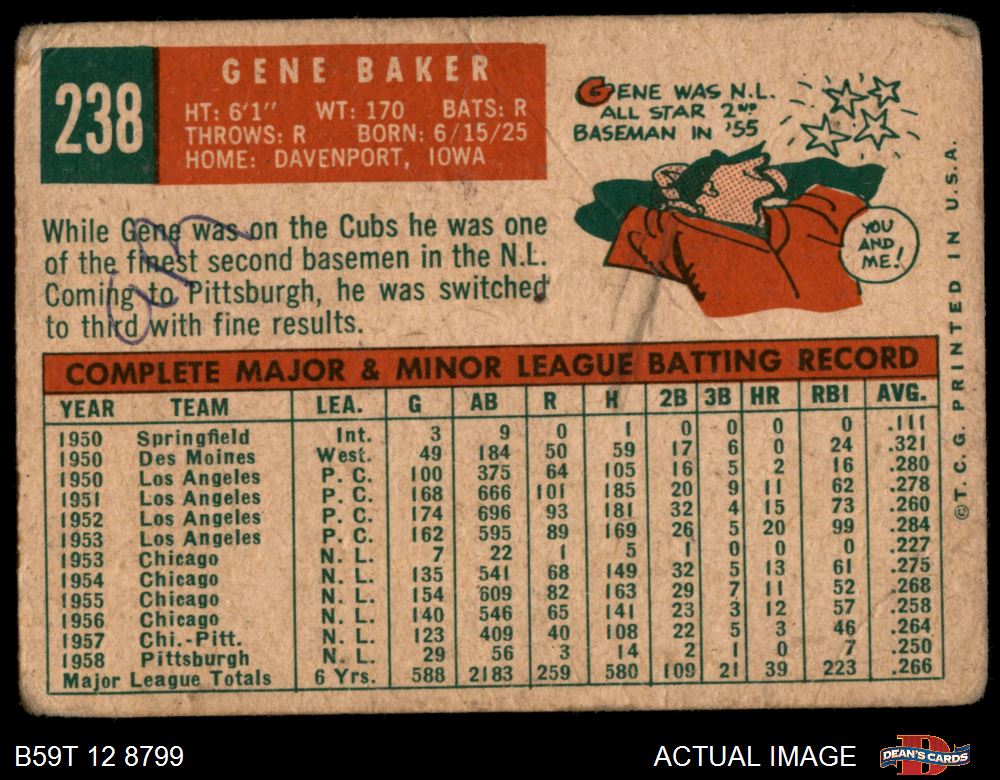 238
GENE BAKER
HT: 6'1" WT: 170 BATS: R
THROWS: R BORN: 6/15/25
HOME: DAVENPORT, IOWA
GENE WAS N.L.
ALL STAR 2ND
BASEMAN IN '55
YOU
AND
ME!
While Gene was on the Cubs he was one
of the finest second basemen in the N.L.
Coming to Pittsburgh, he was switched
to third with fine results.
COMPLETE MAJOR & MINOR LEAGUE BATTING RECORD
YEAR TEAM LEA. G AB R H 2B 3B HR RBI AVG.
1950 Springfield Int. 3 9 0 1 0 0 0 0 .111
1950 Des Moines West. 49 184 50 59 17 6 0 24 .321
1950 Los Angeles P. C. 100 375 64 105 16 5 2 16 .280
1951 Los Angeles P. C. 168 666 101 185 20 9 11 62 .278
1952 Los Angeles P. C. 174 696 93 181 32 4 15 73 .260
1953 Los Angeles P. C. 162 595 89 169 26 5 20 99 .284
1953 Chicago N. L. 7 22 1 5 1 0 0 0 .227
1954 Chicago N. L. 135 541 68 149 32 5 13 61 .275
1955 Chicago N. L. 154 609 82 163 29 7 11 52 .268
1956 Chicago N. L. 140 546 65 141 23 3 12 57 .258
1957 Chi.-Pitt. N. L. 123 409 40 108 22 5 3 46 .264
1958 Pittsburgh N. L. 29 56 3 14 2 1 0 7 .250
Major League Totals 6 Yrs. 588 2183 259 580 109 21 39 223 .266
©T. C. G. PRINTED IN U.S.A.
B59T 12 8799
ACTUAL IMAGE
D
DEAN'S CARDS